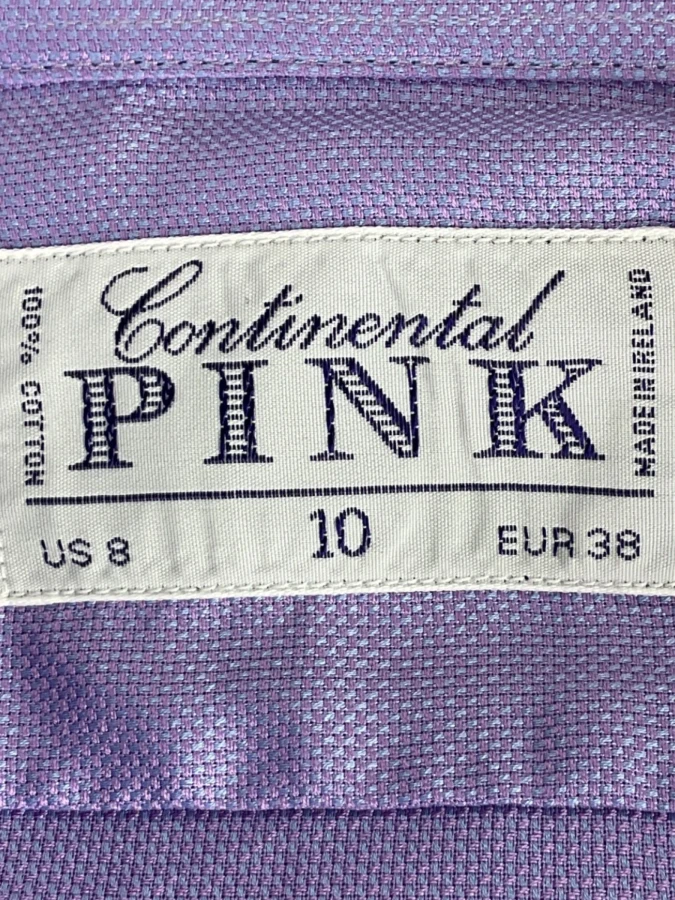 Continental
PINK
100% COTTON
MADE IN IRELAND
US 8
10
EUR 38